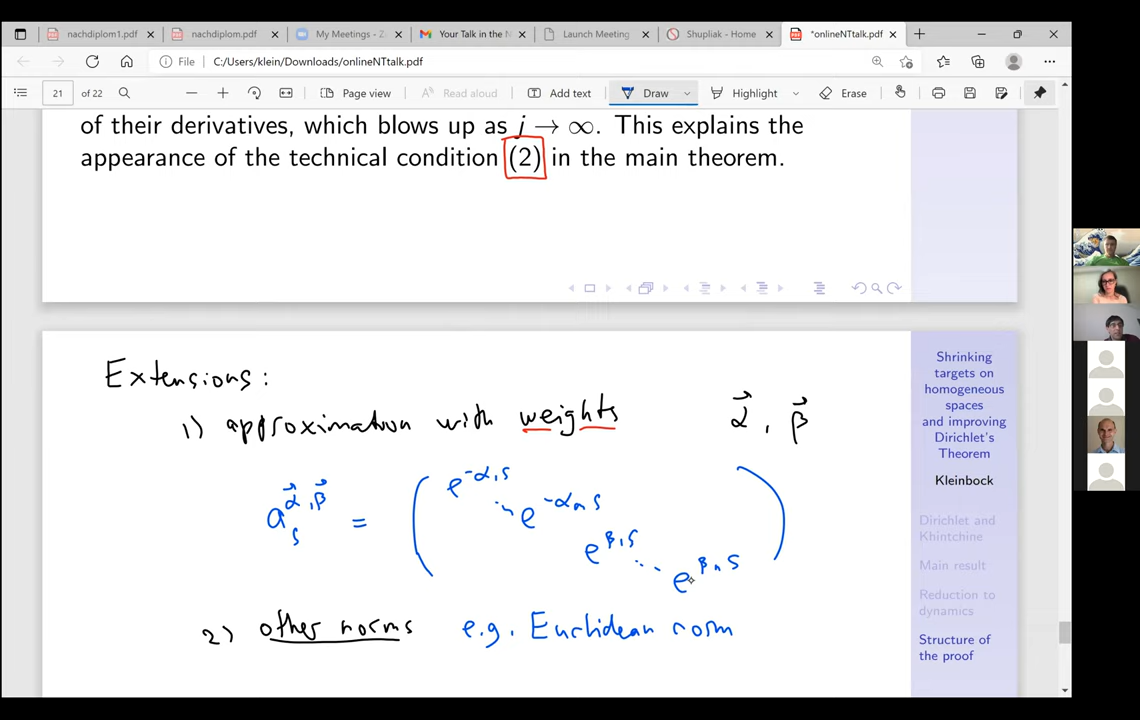 nachdiplom1.pdf
nachdiplom.pdf
My Meetings - Z
Your Talk in the N
Launch Meeting
Shupliak - Home
*onlineNTtalk.pdf
File C:/Users/klein/Downloads/onlineNTtalk.pdf
21 of 22
Page view
Read aloud
Add text
Draw
Highlight
Erase
of their derivatives, which blows up as j → ∞. This explains the
appearance of the technical condition (2) in the main theorem.
Extensions:
1) approximation with weights α⃗, β⃗
a_s^{α⃗,β⃗} = ( e^{-α₁s} ⋱ e^{-αₘs} e^{β₁s} ⋱ e^{βₙs} )
2) other norms e.g. Euclidean norm
Shrinking
targets on
homogeneous
spaces
and improving
Dirichlet's
Theorem
Kleinbock
Dirichlet and
Khintchine
Main result
Reduction to
dynamics
Structure of
the proof